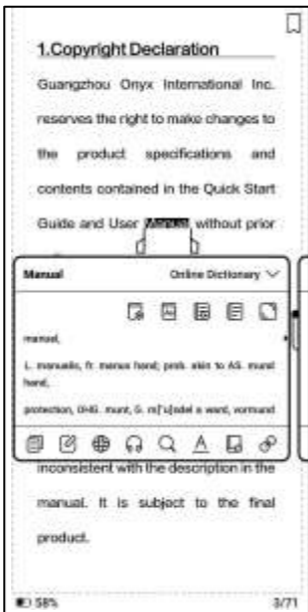 1.Copyright Declaration
Guangzhou Onyx International Inc.
reserves the right to make changes to
the product specifications and
contents contained in the Quick Start
Guide and User Manual without prior
Manual Online Dictionary
manual,
L. manualis, fr. manus hand; prob. akin to AS. mund
hand,
protection, OHG. munt, G. a ward, vormund
inconsistent with the description in the
manual. It is subject to the final
product.
58% 3/71